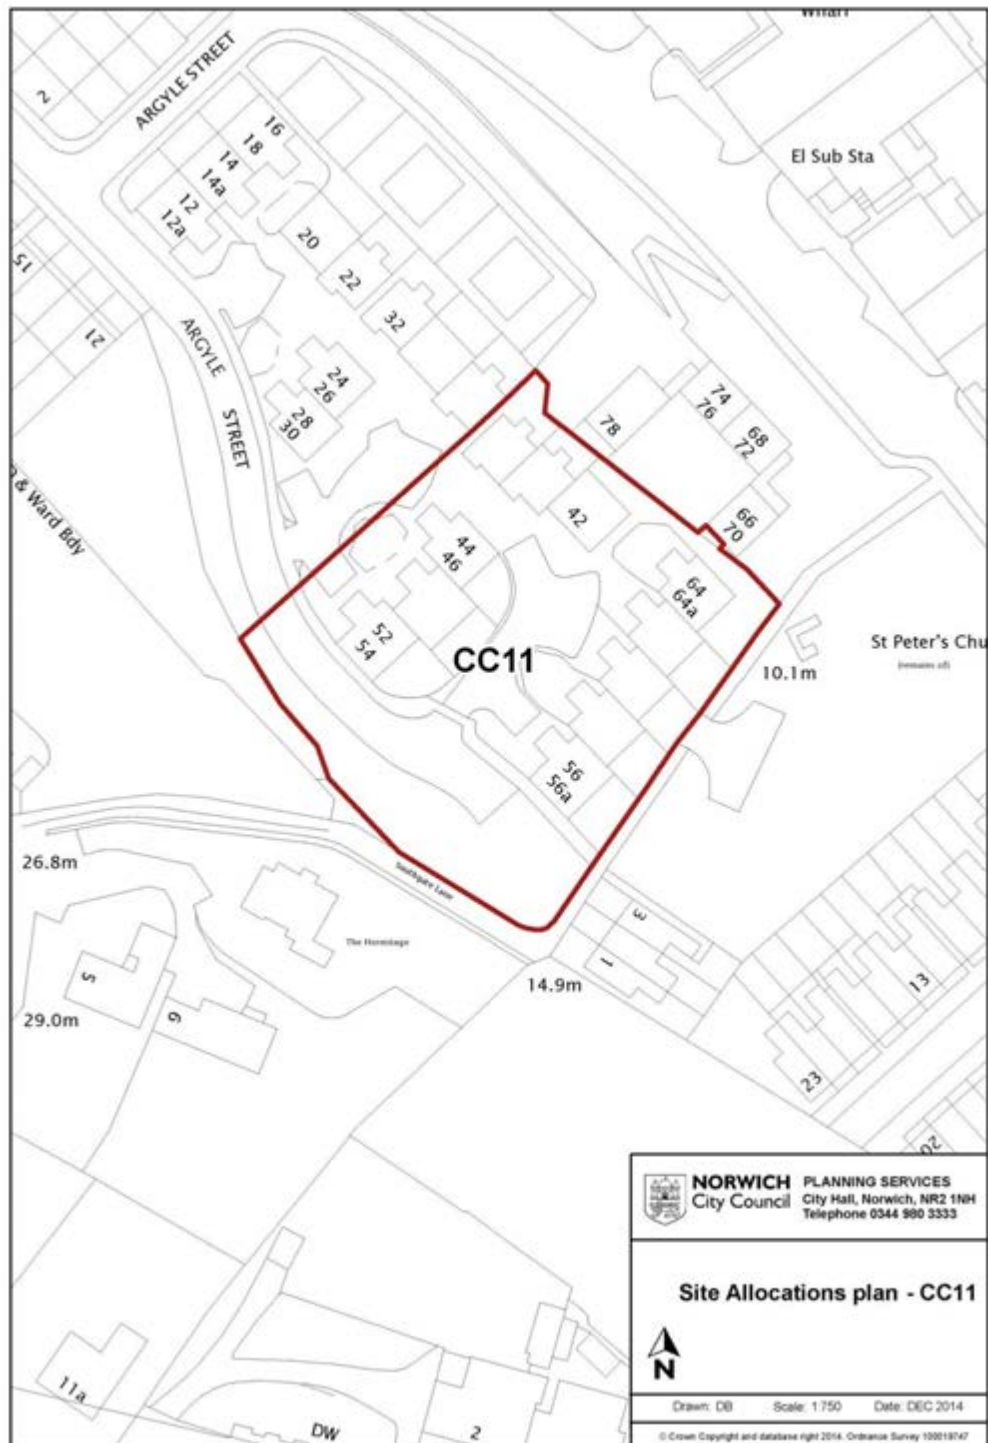 Wharf
ARGYLE STREET
2
16
18
14
14a
12
12a
El Sub Sta
20
22
32
15
21
ARGYLE
STREET
24
26
28
30
74
76
68
72
78
66
70
& Ward Bdy
42
44
46
64
64a
52
54
CC11
St Peter's Chu
(remains of)
10.1m
56
56a
26.8m
Southgate Lane
3
1
The Hermitage
14.9m
5
6
29.0m
13
23
20
NORWICH
City Council
PLANNING SERVICES
City Hall, Norwich, NR2 1NH
Telephone 0344 980 3333
Site Allocations plan - CC11
N
Drawn: DB Scale: 1:750 Date: DEC 2014
© Crown Copyright and database right 2014. Ordnance Survey 100019747
11a
DW
2